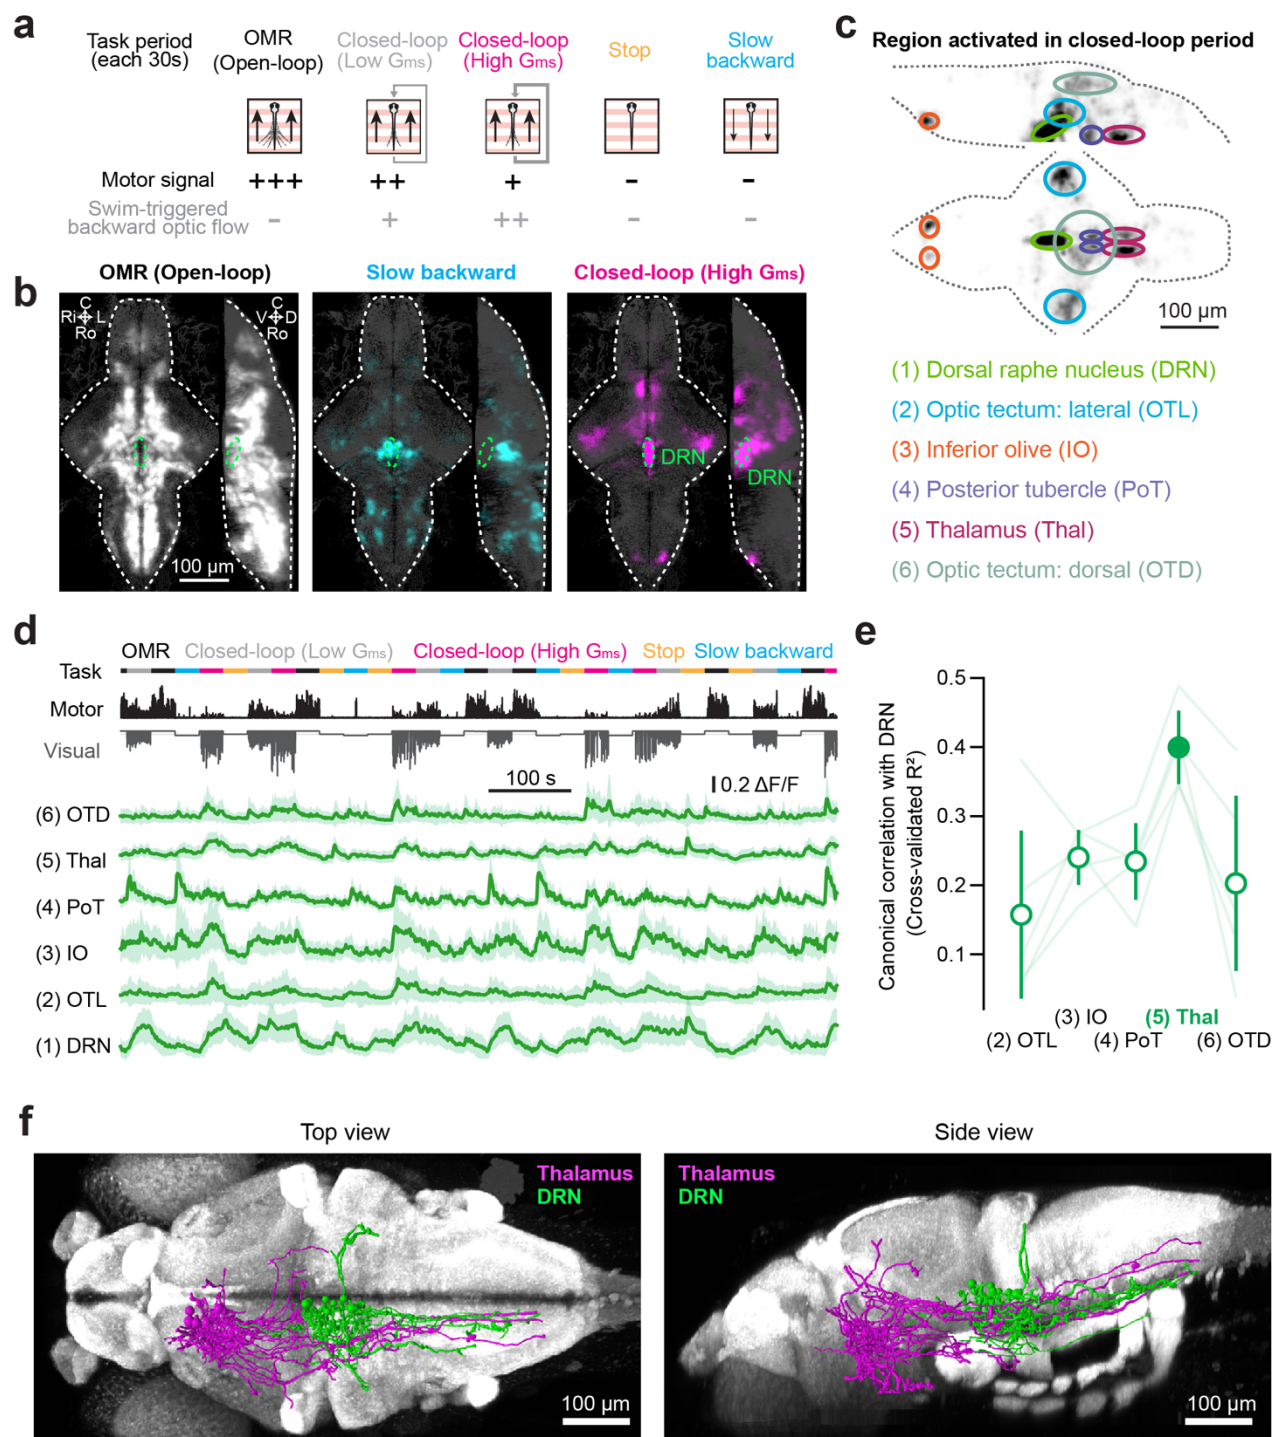 a
Task period
(each 30s)
OMR
(Open-loop)
Closed-loop
(Low Gms)
Closed-loop
(High Gms)
Stop
Slow
backward
Motor signal
+++
++
+
-
-
Swim-triggered
backward optic flow
-
+
++
-
-
b
OMR (Open-loop)
Slow backward
Closed-loop (High Gms)
C
Ri L
Ro
C
V D
Ro
100 µm
DRN
DRN
c
Region activated in closed-loop period
100 µm
(1) Dorsal raphe nucleus (DRN)
(2) Optic tectum: lateral (OTL)
(3) Inferior olive (IO)
(4) Posterior tubercle (PoT)
(5) Thalamus (Thal)
(6) Optic tectum: dorsal (OTD)
d
OMR Closed-loop (Low Gms) Closed-loop (High Gms) Stop Slow backward
Task
Motor
Visual
100 s
0.2 ΔF/F
(6) OTD
(5) Thal
(4) PoT
(3) IO
(2) OTL
(1) DRN
e
Canonical correlation with DRN
(Cross-validated R²)
0.5
0.4
0.3
0.2
0.1
(2) OTL
(3) IO
(4) PoT
(5) Thal
(6) OTD
f
Top view
Thalamus
DRN
100 µm
Side view
Thalamus
DRN
100 µm